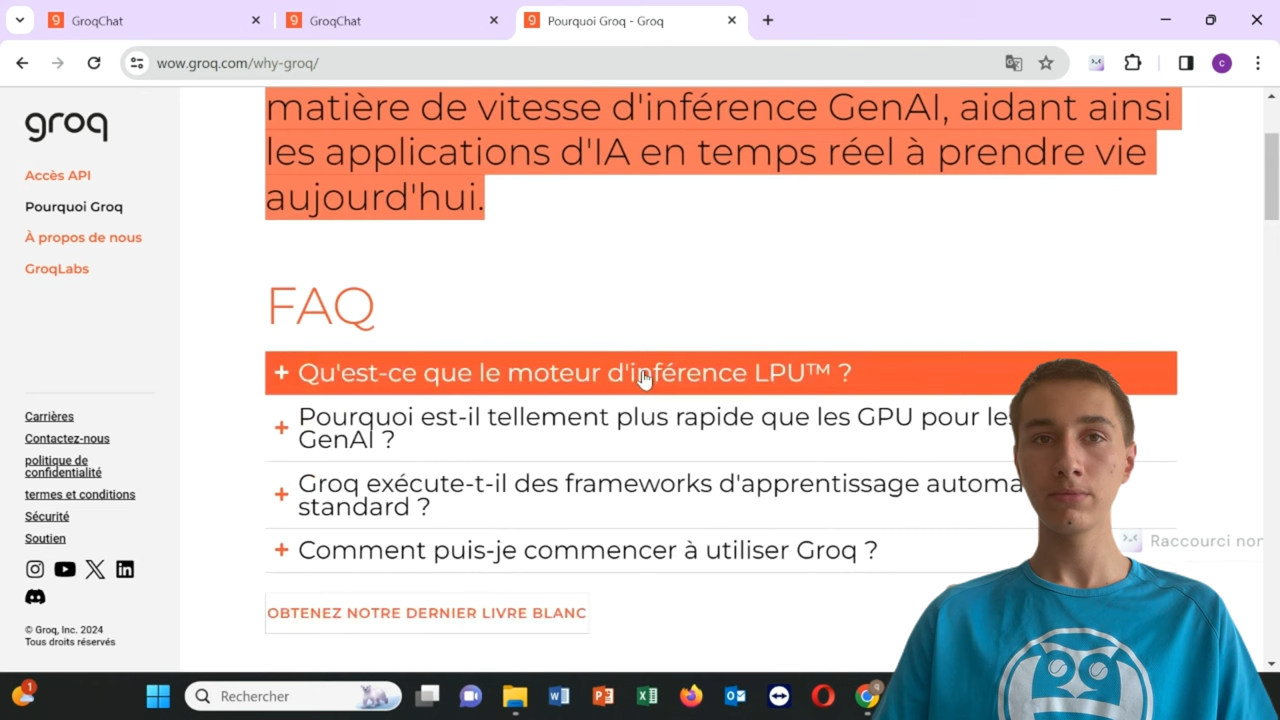 GroqChat
GroqChat
Pourquoi Groq - Groq
wow.groq.com/why-groq/
C
groq
Accès API
Pourquoi Groq
À propos de nous
GroqLabs
Carrières
Contactez-nous
politique de
confidentialité
termes et conditions
Sécurité
Soutien
© Groq, Inc. 2024
Tous droits réservés
matière de vitesse d'inférence GenAI, aidant ainsi
les applications d'IA en temps réel à prendre vie
aujourd'hui.
FAQ
+ Qu'est-ce que le moteur d'inférence LPU™ ?
+ Pourquoi est-il tellement plus rapide que les GPU pour les
GenAI ?
+ Groq exécute-t-il des frameworks d'apprentissage automa
standard ?
+ Comment puis-je commencer à utiliser Groq ?
OBTENEZ NOTRE DERNIER LIVRE BLANC
Raccourci nor
1
Rechercher